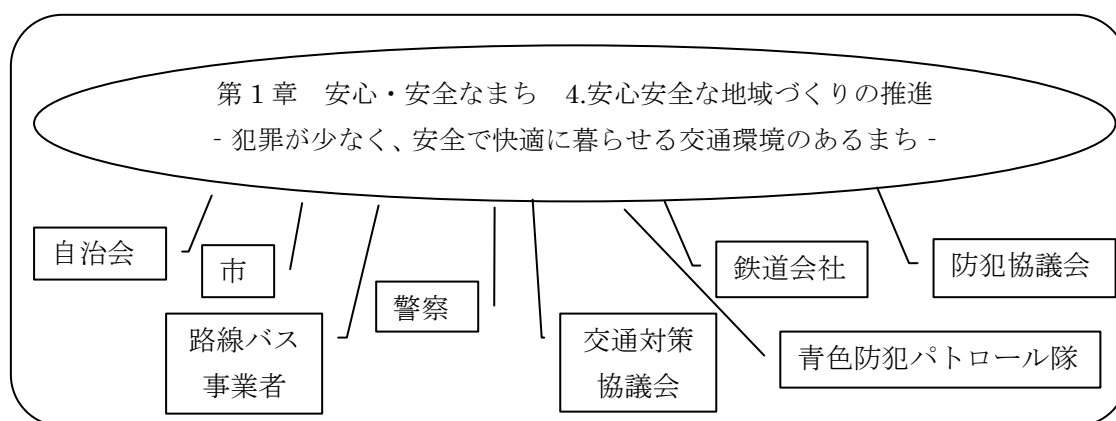 第1章　安心・安全なまち　4.安心安全な地域づくりの推進
- 犯罪が少なく、安全で快適に暮らせる交通環境のあるまち -
自治会
市
路線バス
事業者
警察
交通対策
協議会
鉄道会社
青色防犯パトロール隊
防犯協議会